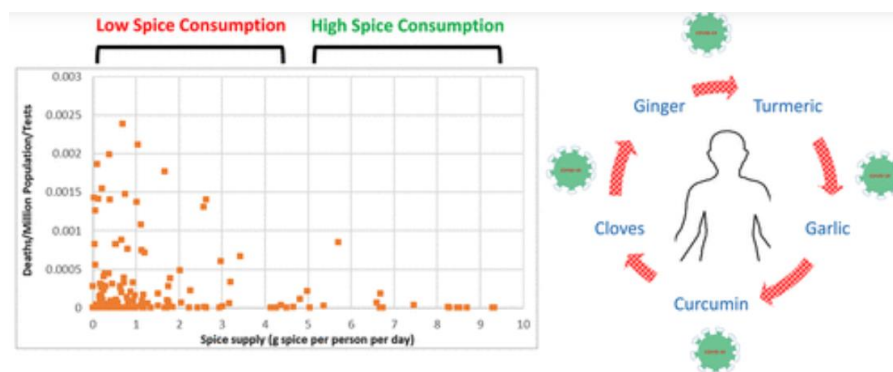 Low Spice Consumption
High Spice Consumption
Deaths/Million Population/Tests
0.003
0.0025
0.002
0.0015
0.001
0.0005
0
0 1 2 3 4 5 6 7 8 9 10
Spice supply (g spice per person per day)
Ginger
Turmeric
Cloves
Garlic
Curcumin